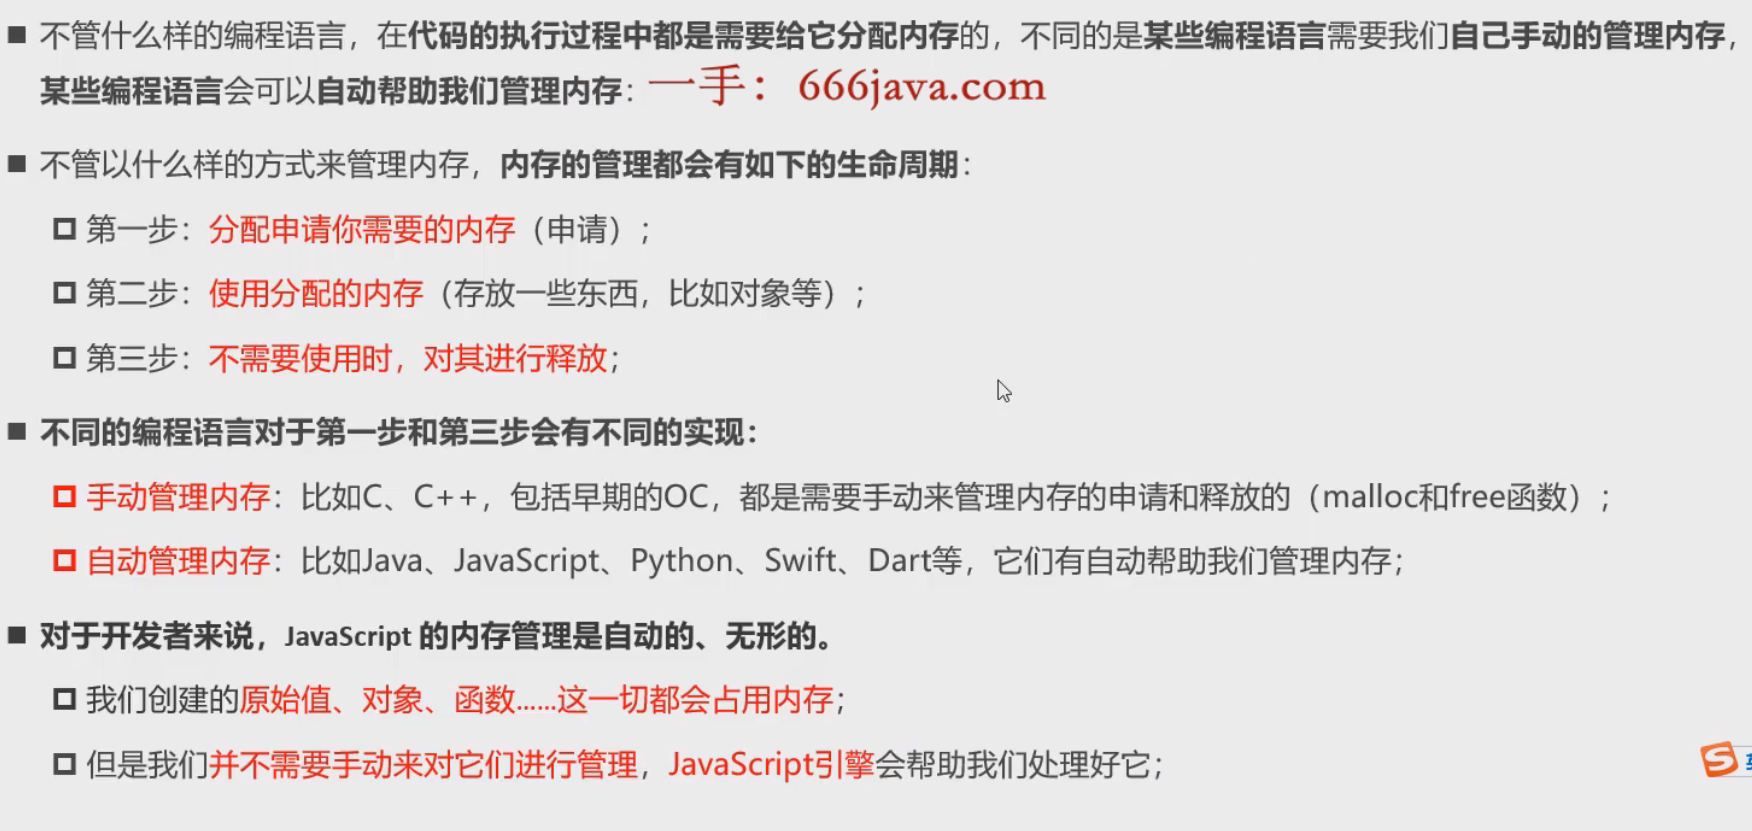 不管什么样的编程语言，在代码的执行过程中都是需要给它分配内存的，不同的是某些编程语言需要我们自己手动的管理内存，
某些编程语言会可以自动帮助我们管理内存：一手：666java.com
不管以什么样的方式来管理内存，内存的管理都会有如下的生命周期：
第一步：分配申请你需要的内存（申请）；
第二步：使用分配的内存（存放一些东西，比如对象等）；
第三步：不需要使用时，对其进行释放；
不同的编程语言对于第一步和第三步会有不同的实现：
手动管理内存：比如C、C++，包括早期的OC，都是需要手动来管理内存的申请和释放的（malloc和free函数）；
自动管理内存：比如Java、JavaScript、Python、Swift、Dart等，它们有自动帮助我们管理内存；
对于开发者来说，JavaScript 的内存管理是自动的、无形的。
我们创建的原始值、对象、函数……这一切都会占用内存；
但是我们并不需要手动来对它们进行管理，JavaScript引擎会帮助我们处理好它；